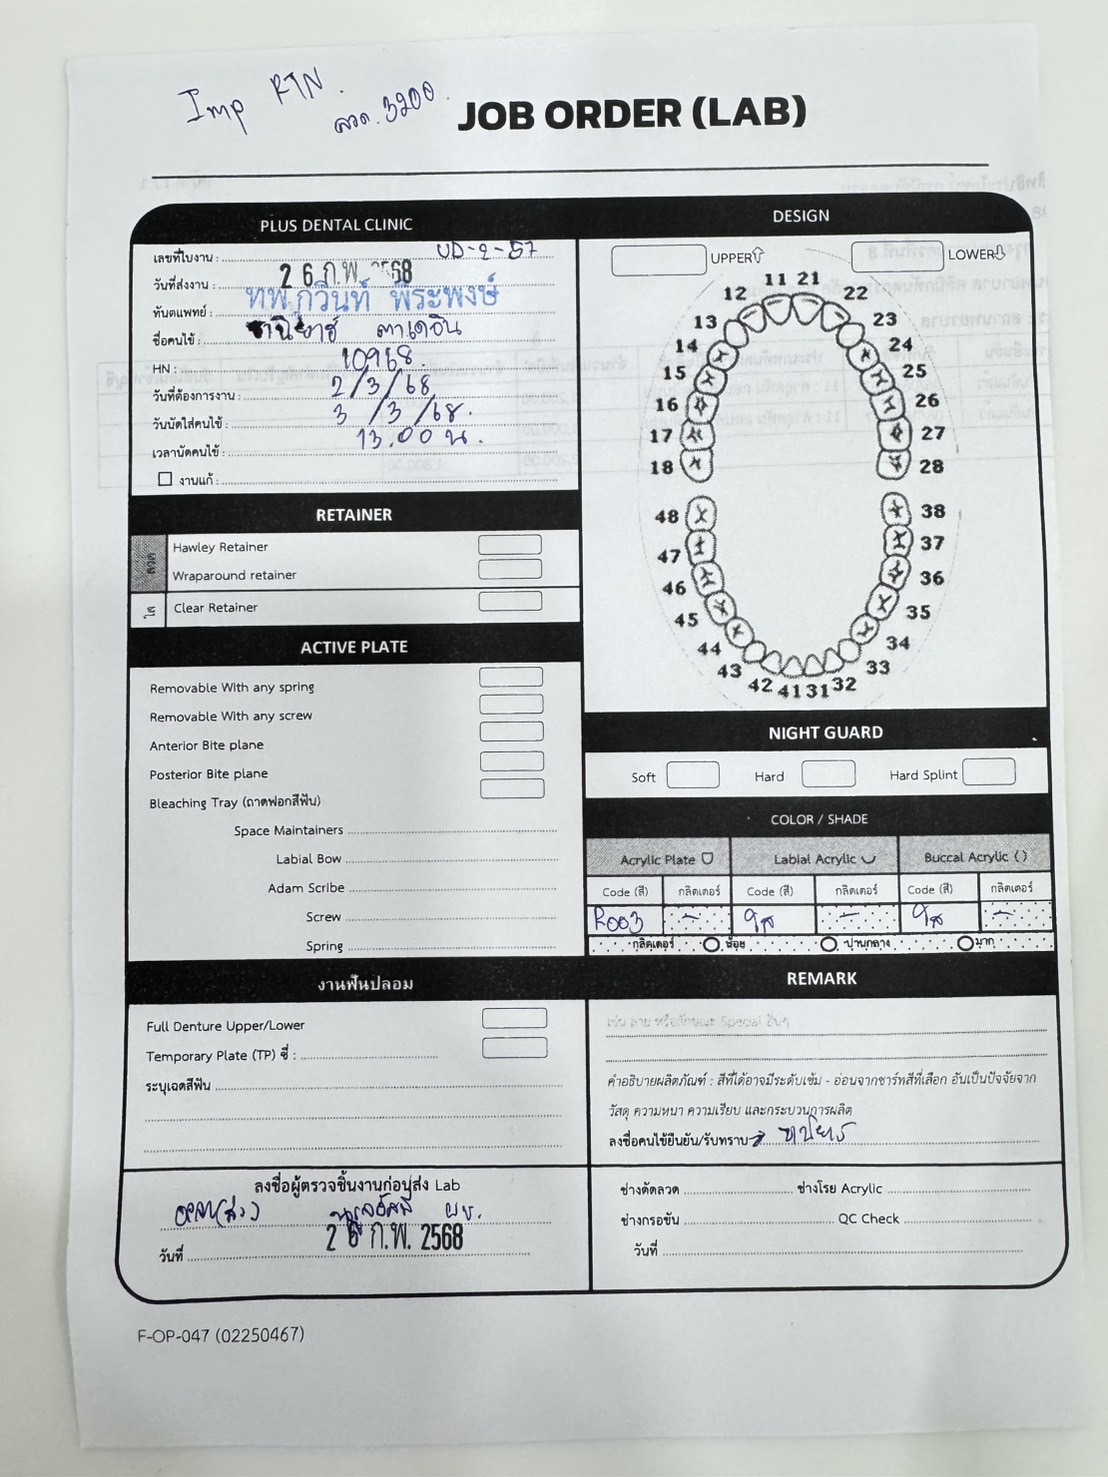 Imp RTN.
ลวด. 3200.
JOB ORDER (LAB)
PLUS DENTAL CLINIC
เลขที่ใบงาน : UD-2-57
วันที่ส่งงาน : 26 ก.พ. 2568
ทันตแพทย์ : ทพ.กวินท์ พีระพงษ์
ชื่อคนไข้ :
HN : 10968.
วันที่ต้องการงาน : 2/3/68
วันนัดใส่คนไข้ : 3/3/68.
เวลานัดคนไข้ : 13.00 น.
งานแก้ :
RETAINER
ลวด
Hawley Retainer
Wraparound retainer
ใส
Clear Retainer
ACTIVE PLATE
Removable With any spring
Removable With any screw
Anterior Bite plane
Posterior Bite plane
Bleaching Tray (ถาดฟอกสีฟัน)
Space Maintainers
Labial Bow
Adam Scribe
Screw
Spring
งานฟันปลอม
Full Denture Upper/Lower
Temporary Plate (TP) ซี่ :
ระบุเฉดสีฟัน
ลงชื่อผู้ตรวจชิ้นงานก่อนส่ง Lab
วันที่ 26 ก.พ. 2568
DESIGN
UPPER LOWER
11 21
12 22
13 23
14 24
15 25
16 26
17 27
18 28
48 38
47 37
46 36
45 35
44 34
43 33
42 41 31 32
NIGHT GUARD
Soft Hard Hard Splint
COLOR / SHADE
Acrylic Plate Labial Acrylic Buccal Acrylic ( )
Code (สี) กลิตเตอร์ Code (สี) กลิตเตอร์ Code (สี) กลิตเตอร์
R003 - ใส - ใส -
กลิตเตอร์ น้อย ปานกลาง มาก
REMARK
เช่น ลาย หรือลักษณะ Special อื่นๆ
คำอธิบายผลิตภัณฑ์ : สีที่ได้อาจมีระดับเข้ม - อ่อนจากชาร์ทสีที่เลือก อันเป็นปัจจัยจาก
วัสดุ ความหนา ความเรียบ และกระบวนการผลิต
ลงชื่อคนไข้ยืนยัน/รับทราบ
ช่างดัดลวด ช่างโรย Acrylic
ช่างกรอขัน QC Check
วันที่
F-OP-047 (02250467)